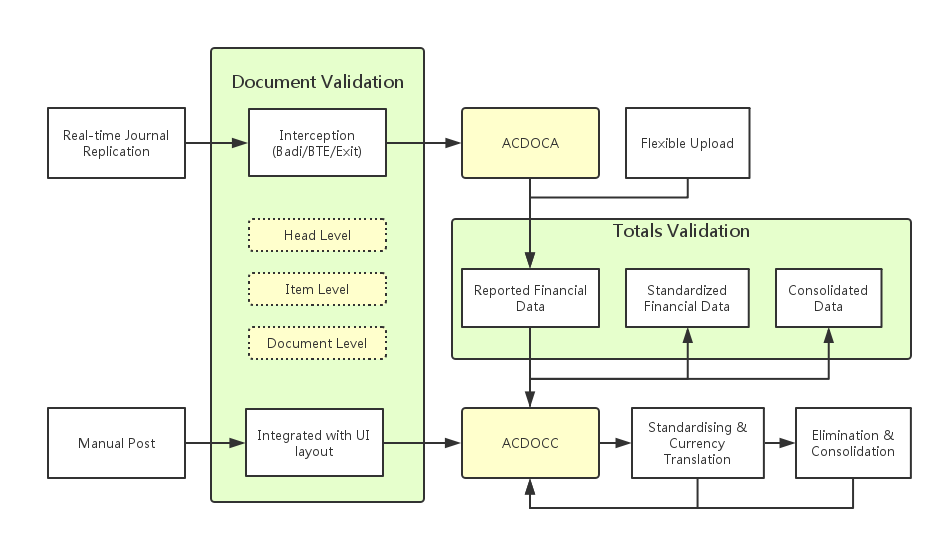 Document Validation
Real-time Journal
Replication
Interception
(Badi/BTE/Exit)
ACDOCA
Flexible Upload
Head Level
Item Level
Document Level
Totals Validation
Reported Financial
Data
Standardized
Financial Data
Consolidated
Data
Manual Post
Integrated with UI
layout
ACDOCC
Standardising &
Currency
Translation
Elimination &
Consolidation